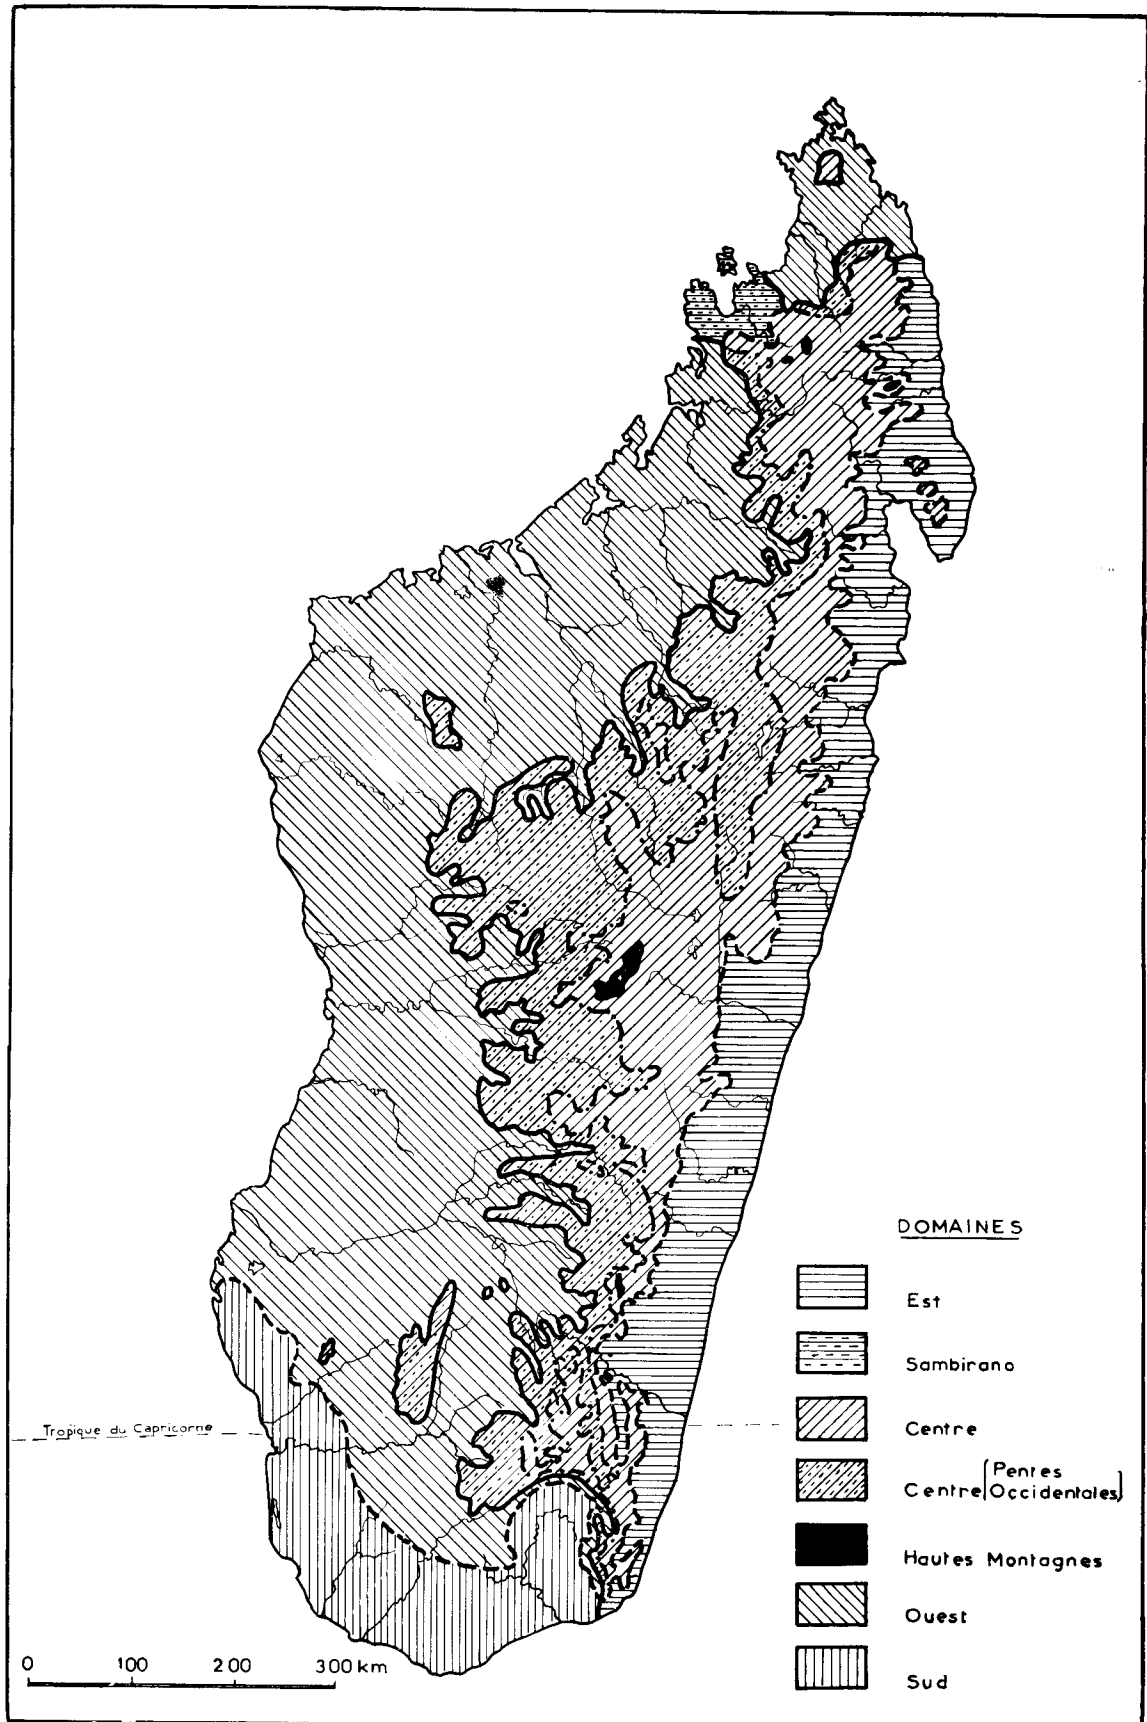 DOMAINES
Est
Sambirano
Centre
Centre (Pentes Occidentales)
Hautes Montagnes
Ouest
Sud
Tropique du Capricorne
0 100 200 300 km